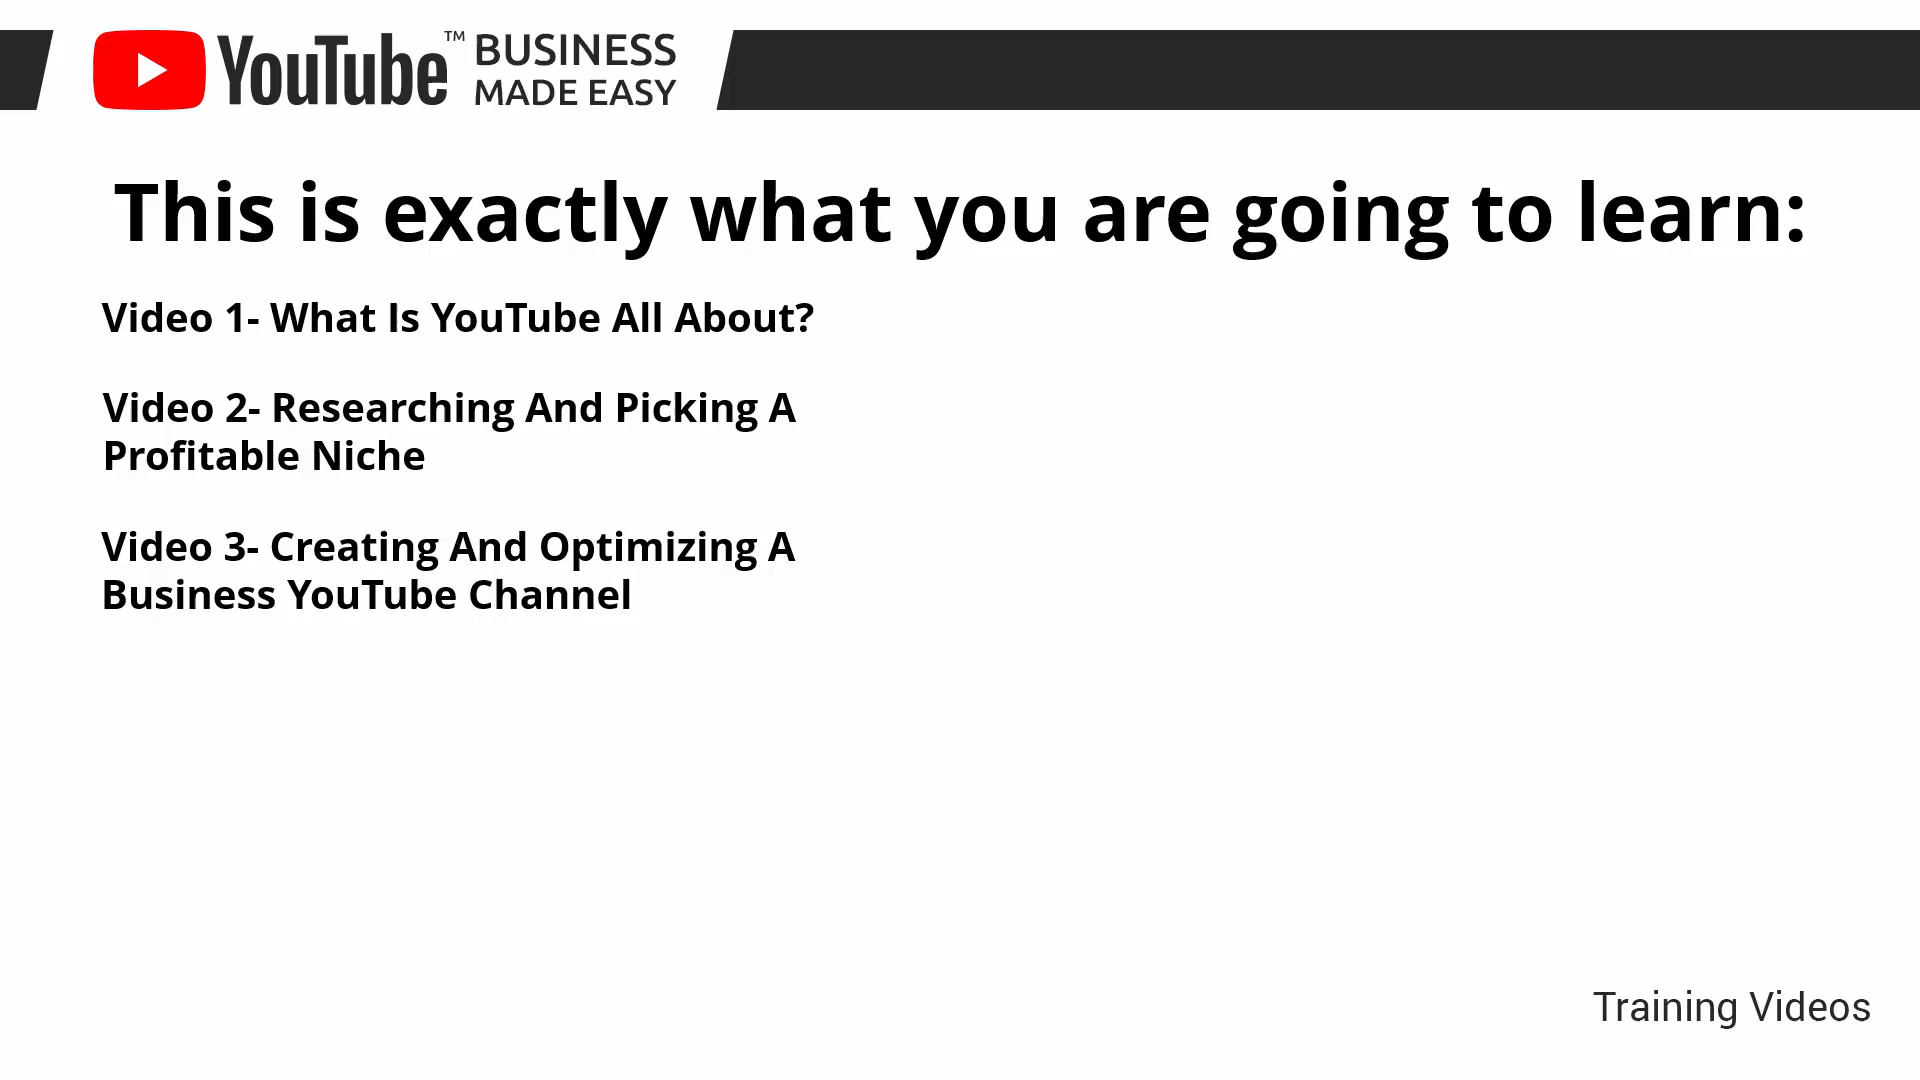 YouTube™ BUSINESS
MADE EASY
This is exactly what you are going to learn:
Video 1- What Is YouTube All About?
Video 2- Researching And Picking A
Profitable Niche
Video 3- Creating And Optimizing A
Business YouTube Channel
Training Videos